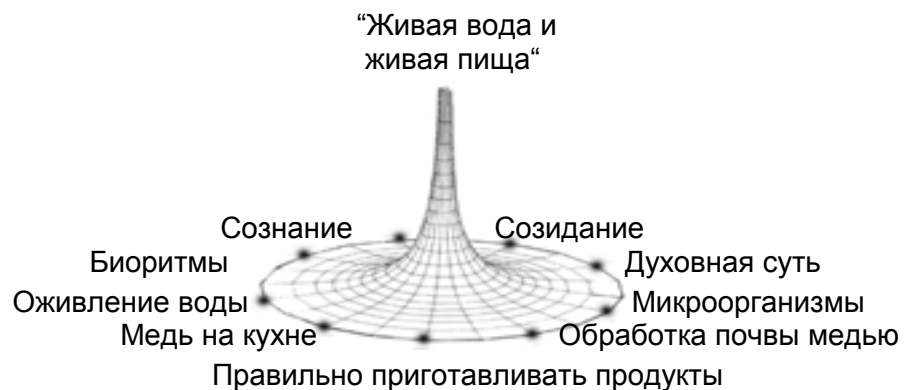 “Живая вода и
живая пища“
Сознание
Созидание
Биоритмы
Духовная суть
Оживление воды
Микроорганизмы
Медь на кухне
Обработка почвы медью
Правильно приготавливать продукты